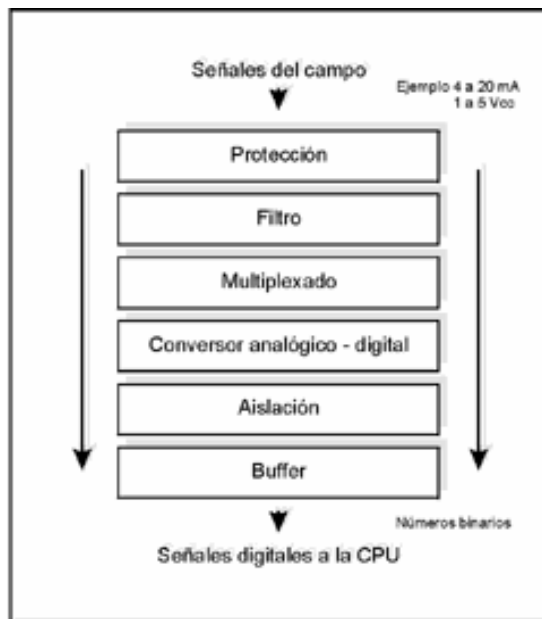 Señales del campo
Ejemplo 4 a 20 mA
1 a 5 Vcc
Protección
Filtro
Multiplexado
Conversor analógico - digital
Aislación
Buffer
Números binarios
Señales digitales a la CPU